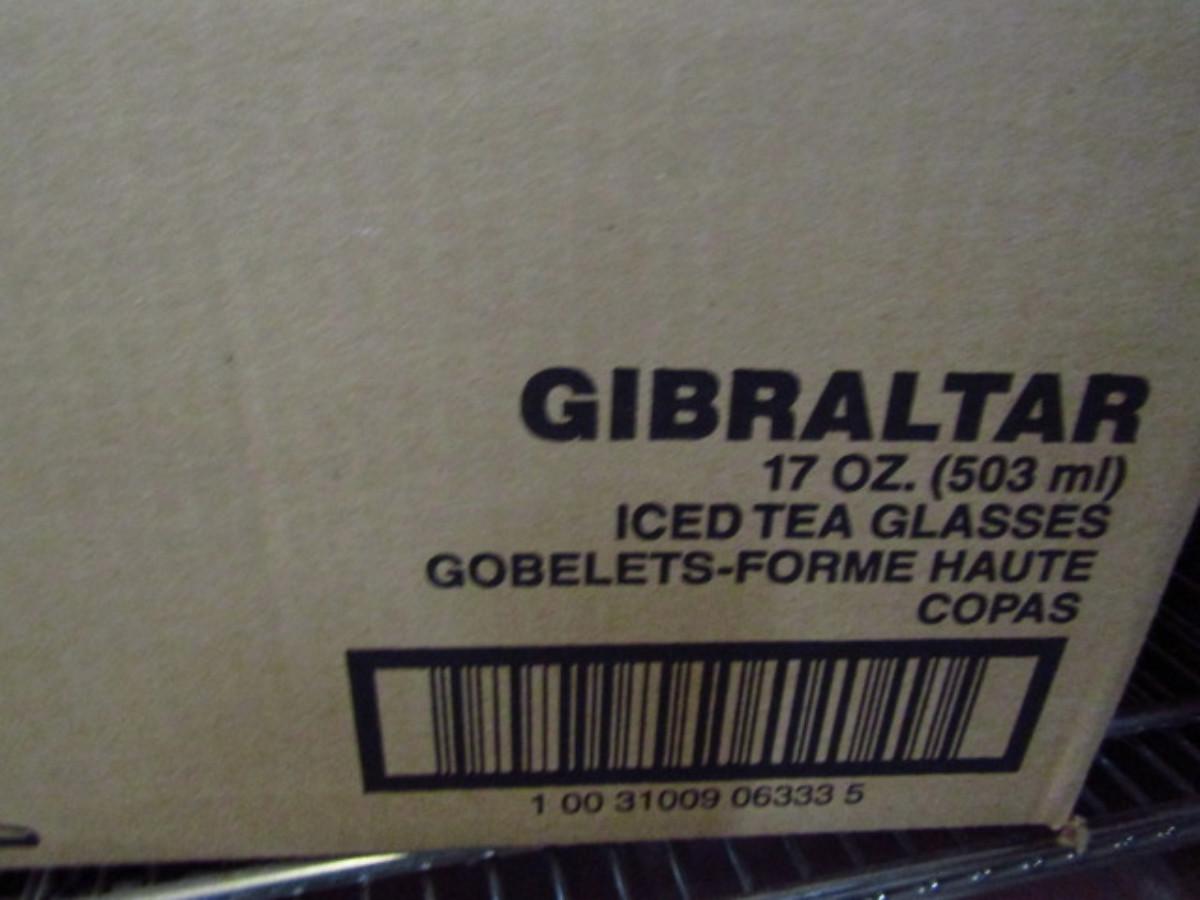 GIBRALTAR
17 OZ. (503 ml)
ICED TEA GLASSES
GOBELETS-FORME HAUTE
COPAS
1 00 31009 06333 5